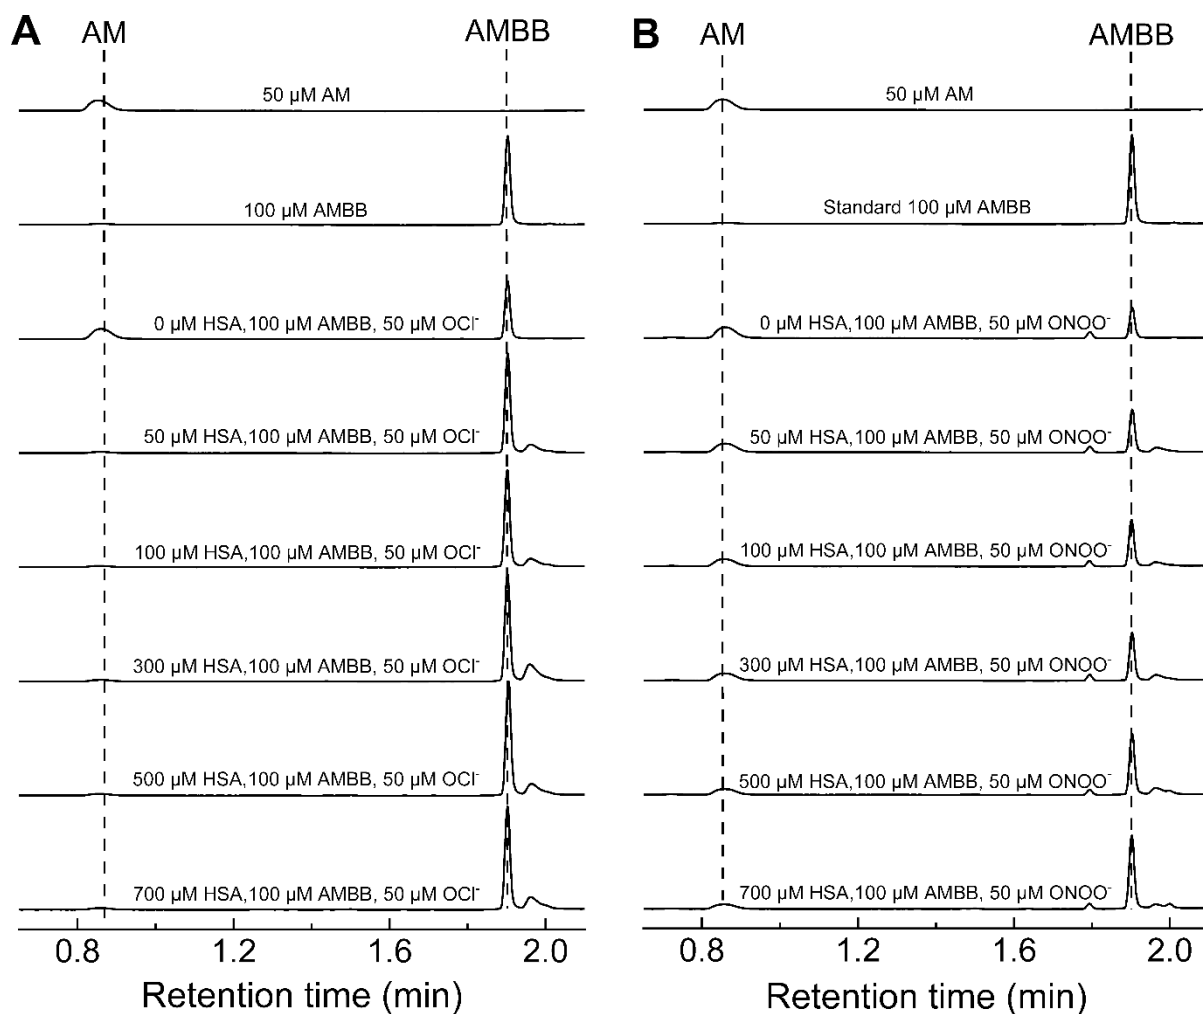 A
AM
AMBB
50 µM AM
100 µM AMBB
0 µM HSA,100 µM AMBB, 50 µM OCl⁻
50 µM HSA,100 µM AMBB, 50 µM OCl⁻
100 µM HSA,100 µM AMBB, 50 µM OCl⁻
300 µM HSA,100 µM AMBB, 50 µM OCl⁻
500 µM HSA,100 µM AMBB, 50 µM OCl⁻
700 µM HSA,100 µM AMBB, 50 µM OCl⁻
0.8 1.2 1.6 2.0
Retention time (min)
B
AM
AMBB
50 µM AM
Standard 100 µM AMBB
0 µM HSA,100 µM AMBB, 50 µM ONOO⁻
50 µM HSA,100 µM AMBB, 50 µM ONOO⁻
100 µM HSA,100 µM AMBB, 50 µM ONOO⁻
300 µM HSA,100 µM AMBB, 50 µM ONOO⁻
500 µM HSA,100 µM AMBB, 50 µM ONOO⁻
700 µM HSA,100 µM AMBB, 50 µM ONOO⁻
0.8 1.2 1.6 2.0
Retention time (min)